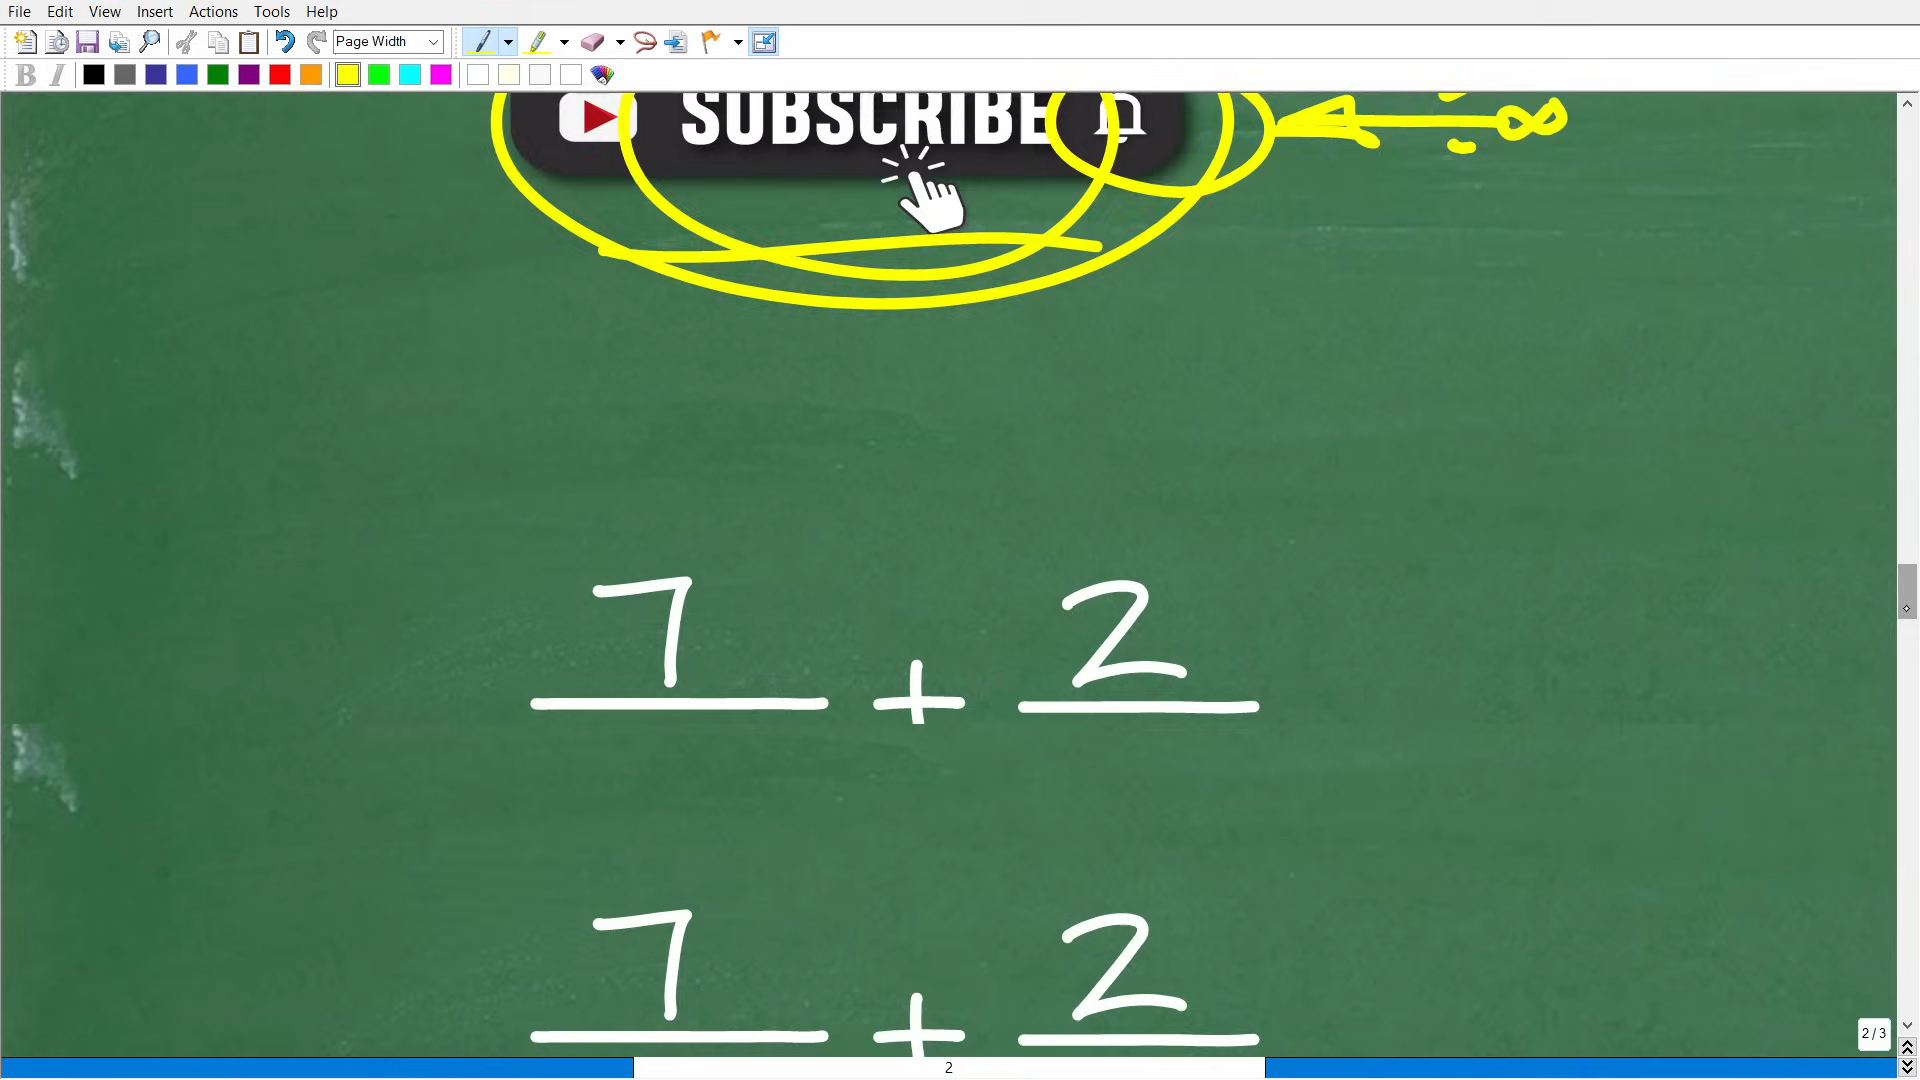 File Edit View Insert Actions Tools Help
Page Width
B I
SUBSCRIBE
∞
7 + 2
7 + 2
2 / 3
2